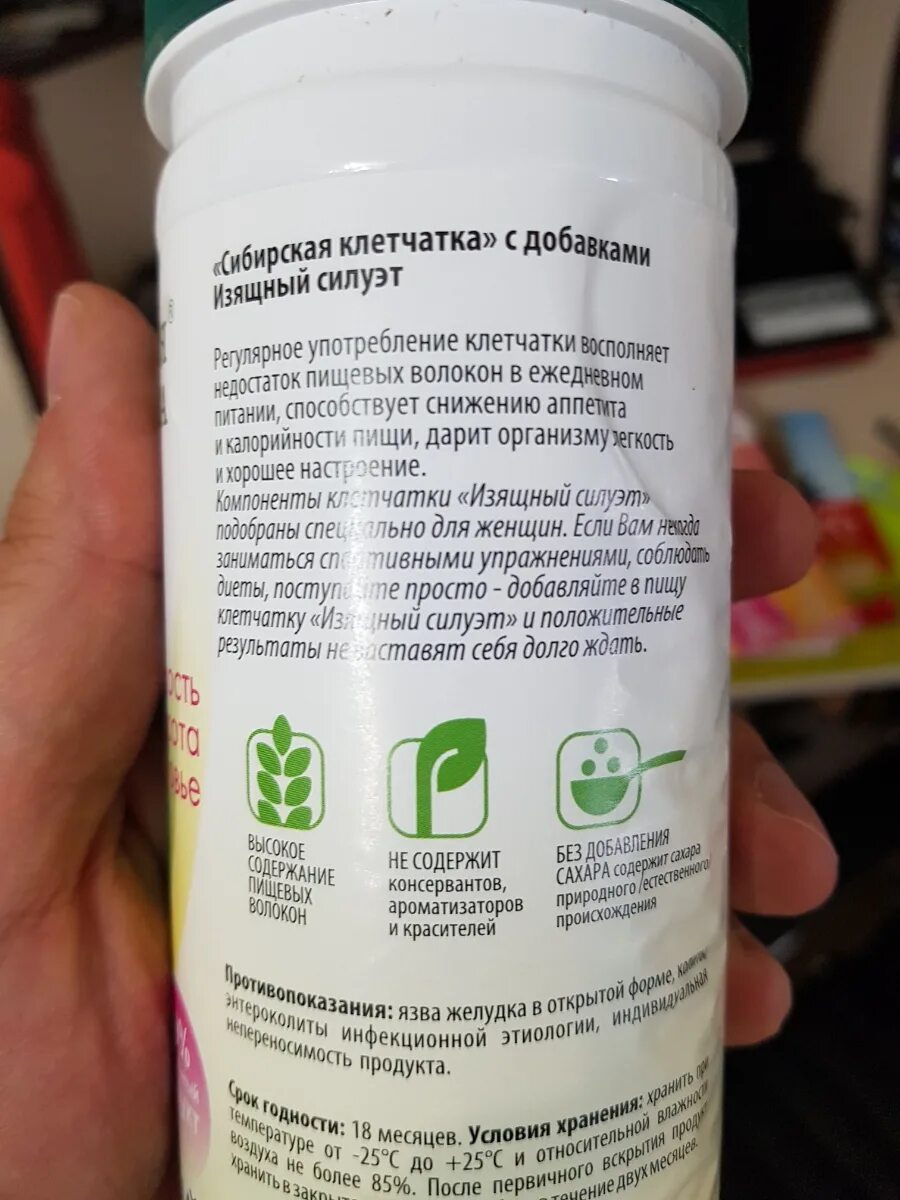 «Сибирская клетчатка» с добавками
Изящный силуэт
Регулярное употребление клетчатки восполняет
недостаток пищевых волокон в ежедневном
питании, способствует снижению аппетита
и калорийности пищи, дарит организму легкость
и хорошее настроение.
Компоненты клетчатки «Изящный силуэт»
подобраны специально для женщин. Если Вам некогда
заниматься спортивными упражнениями, соблюдать
диеты, поступайте просто - добавляйте в пищу
клетчатку «Изящный силуэт» и положительные
результаты не заставят себя долго ждать.
ВЫСОКОЕ
СОДЕРЖАНИЕ
ПИЩЕВЫХ
ВОЛОКОН
НЕ СОДЕРЖИТ
консервантов,
ароматизаторов
и красителей
БЕЗ ДОБАВЛЕНИЯ
САХАРА содержит сахара
природного /естественного/
происхождения
Противопоказания: язва желудка в открытой форме, колиты,
энтероколиты инфекционной этиологии, индивидуальная
непереносимость продукта.
Срок годности: 18 месяцев. Условия хранения: хранить при
температуре от -25°С до +25°С и относительной влажности
воздуха не более 85%. После первичного вскрытия продукт
хранить в течение двух месяцев.